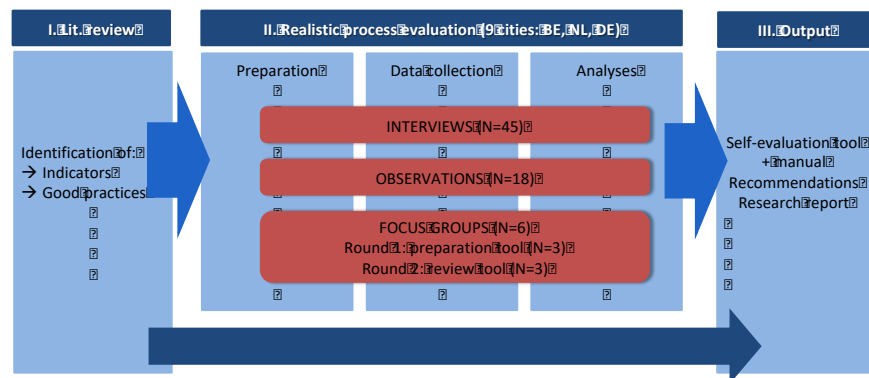 I. Lit. review
II. Realistic process evaluation (9 cities: BE, NL, DE)
III. Output
Identification of:
→ Indicators
→ Good practices
Preparation
Data collection
Analyses
INTERVIEWS (N=45)
OBSERVATIONS (N=18)
FOCUS GROUPS (N=6)
Round 1: preparation tool (N=3)
Round 2: review tool (N=3)
Self-evaluation tool
+ manual
Recommendations
Research report